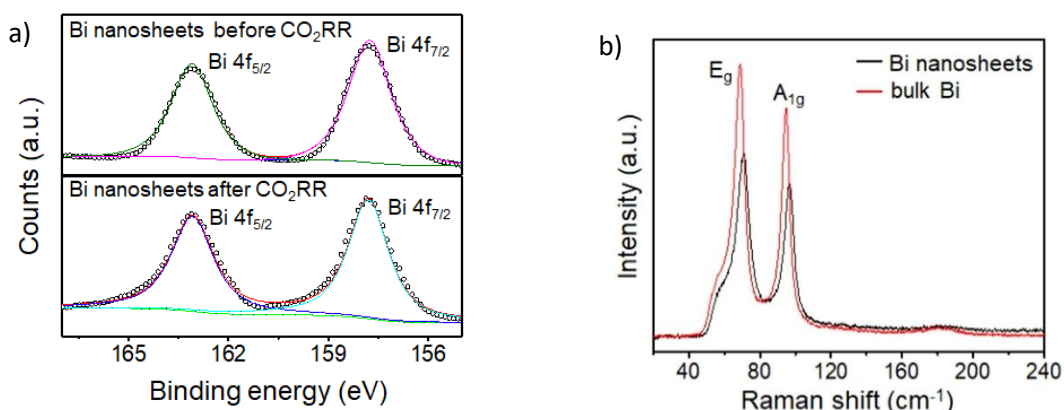 a)
Bi nanosheets before CO₂RR
Bi 4f₅/₂
Bi 4f₇/₂
Bi nanosheets after CO₂RR
Bi 4f₅/₂
Bi 4f₇/₂
Counts (a.u.)
165 162 159 156
Binding energy (eV)
b)
E_g
A₁g
Bi nanosheets
bulk Bi
Intensity (a.u.)
40 80 120 160 200 240
Raman shift (cm⁻¹)